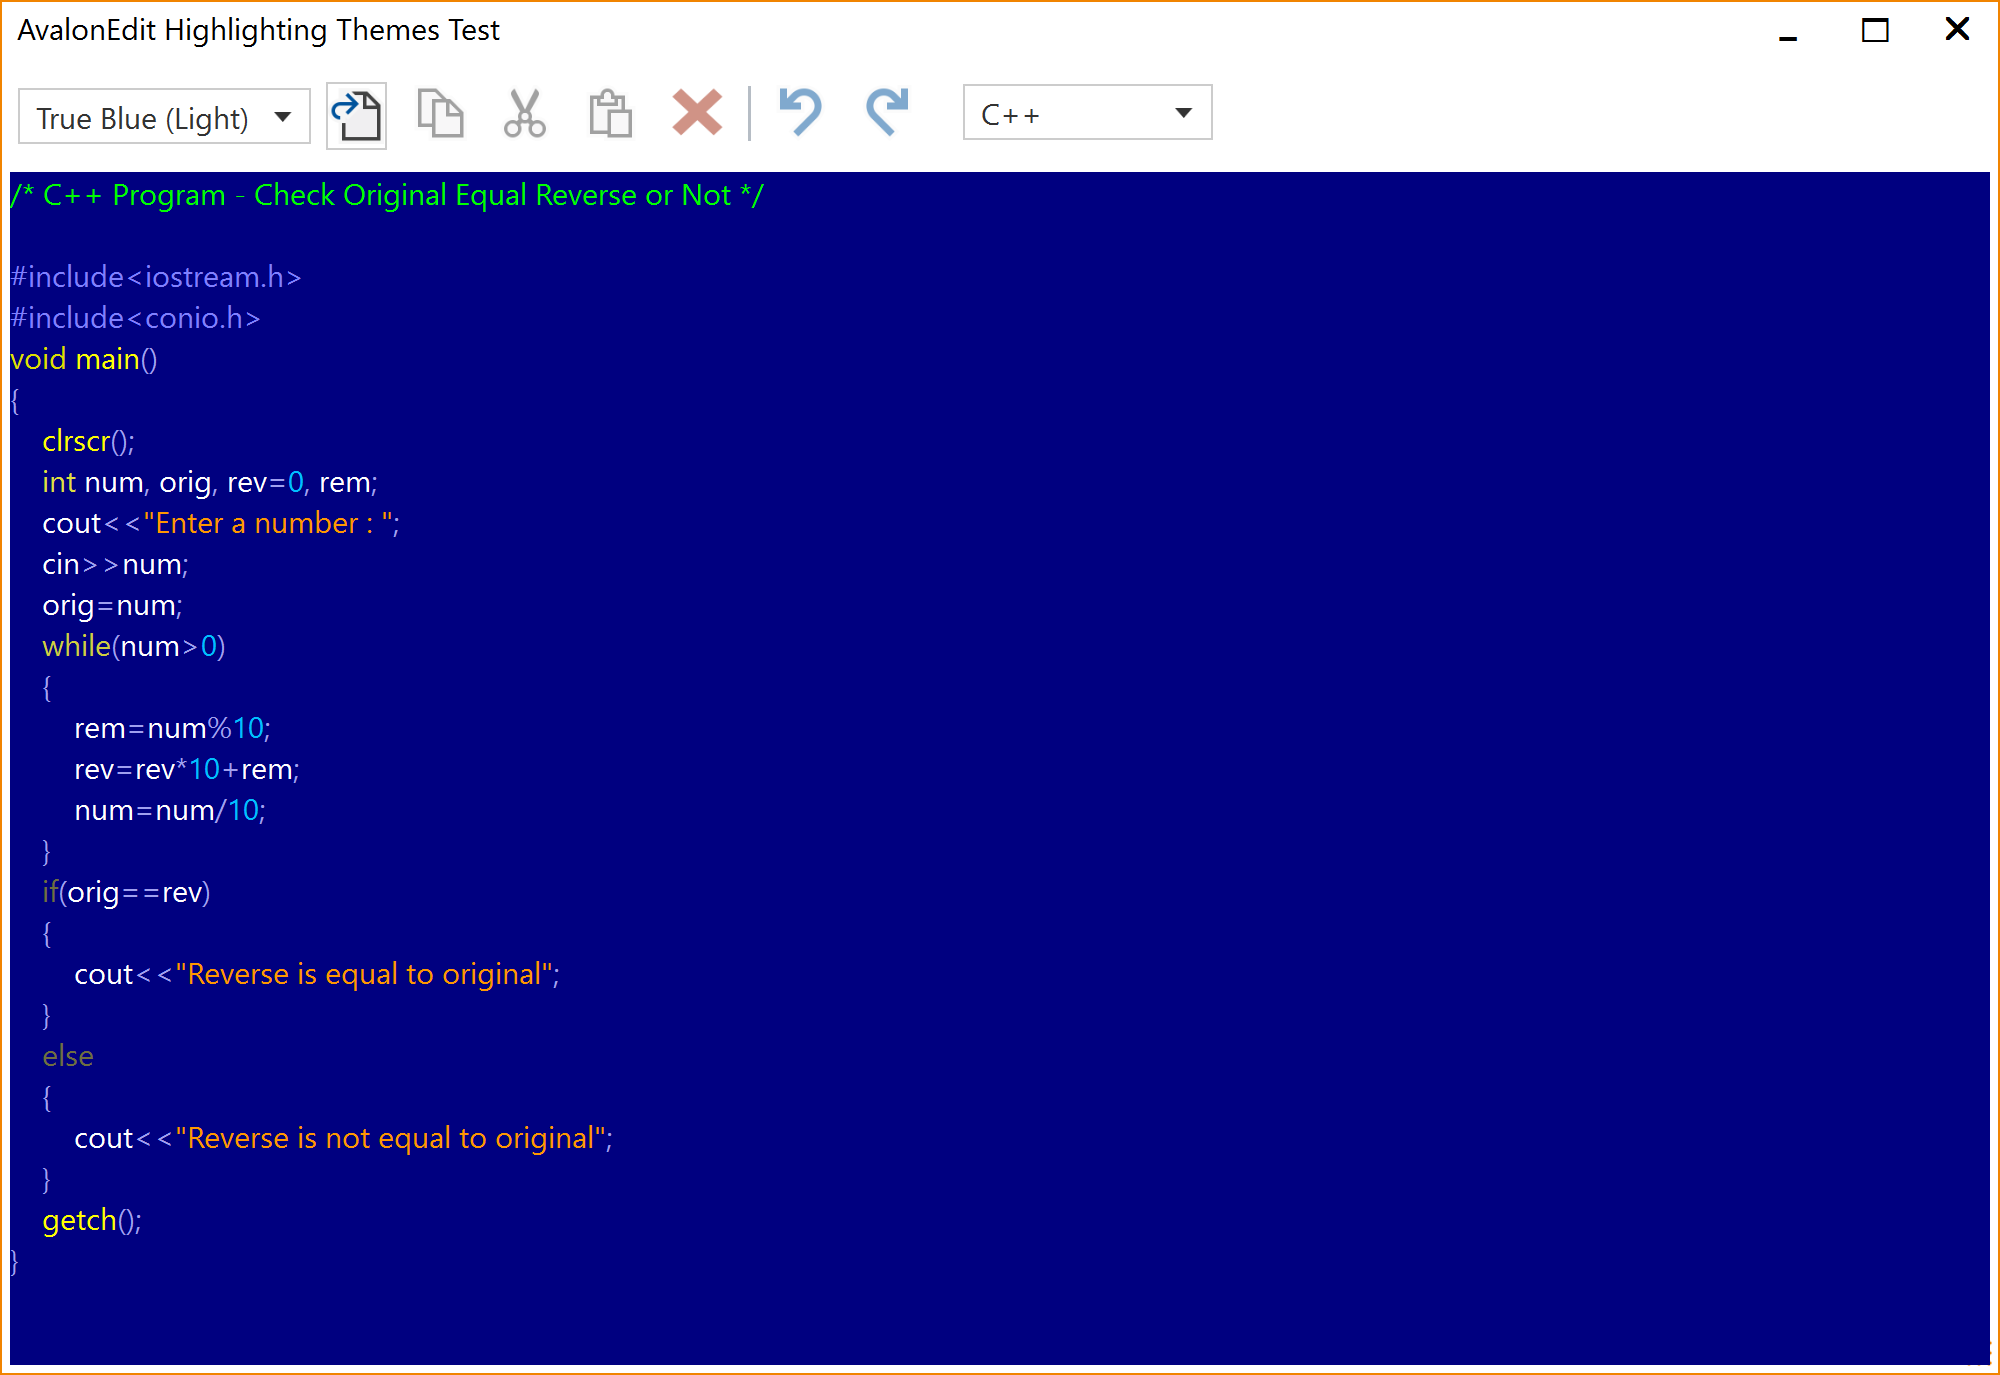 AvalonEdit Highlighting Themes Test
True Blue (Light) C++
/* C++ Program - Check Original Equal Reverse or Not */

#include<iostream.h>
#include<conio.h>
void main()
{
    clrscr();
    int num, orig, rev=0, rem;
    cout<<"Enter a number : ";
    cin>>num;
    orig=num;
    while(num>0)
    {
        rem=num%10;
        rev=rev*10+rem;
        num=num/10;
    }
    if(orig==rev)
    {
        cout<<"Reverse is equal to original";
    }
    else
    {
        cout<<"Reverse is not equal to original";
    }
    getch();
}